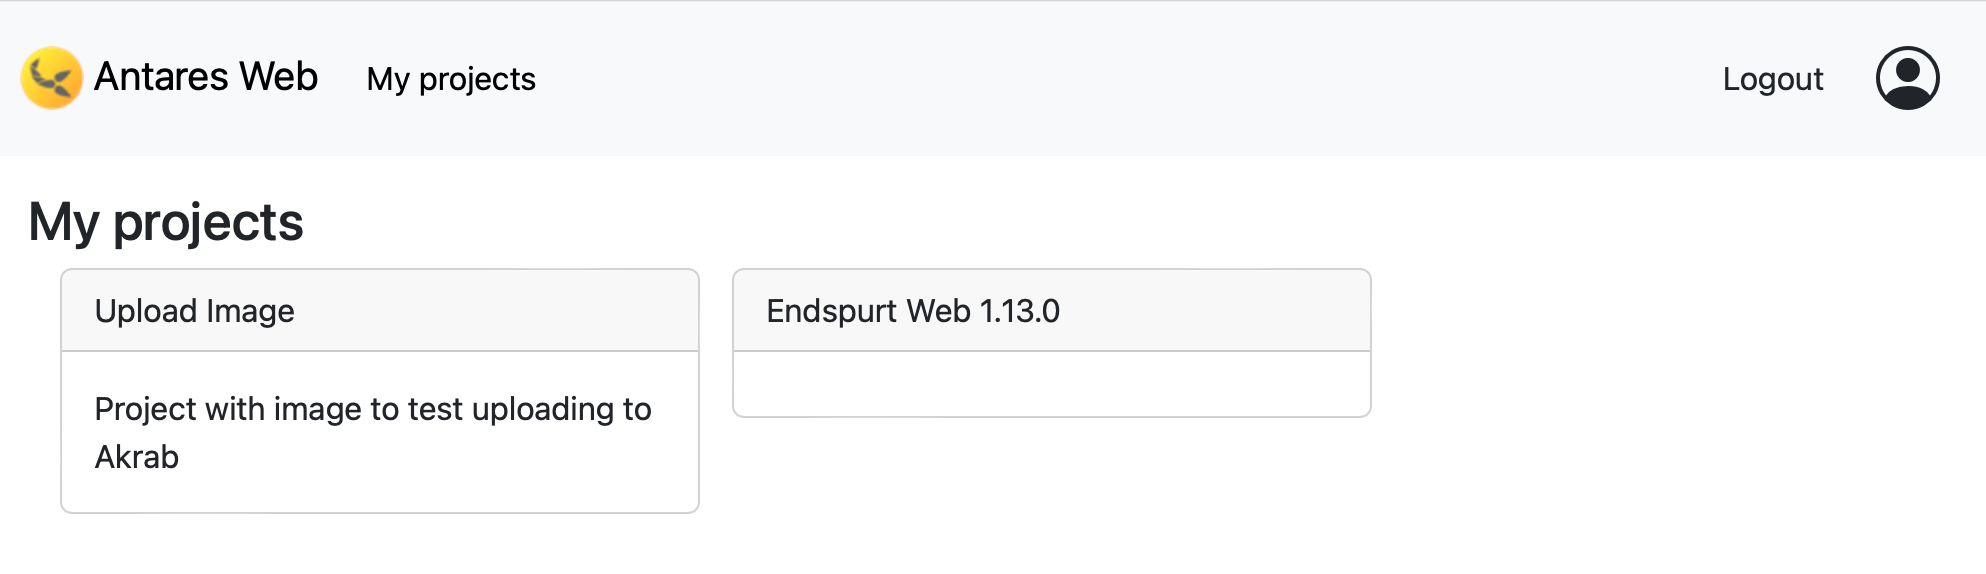 Antares Web
My projects
Logout
My projects
Upload Image
Project with image to test uploading to
Akrab
Endspurt Web 1.13.0